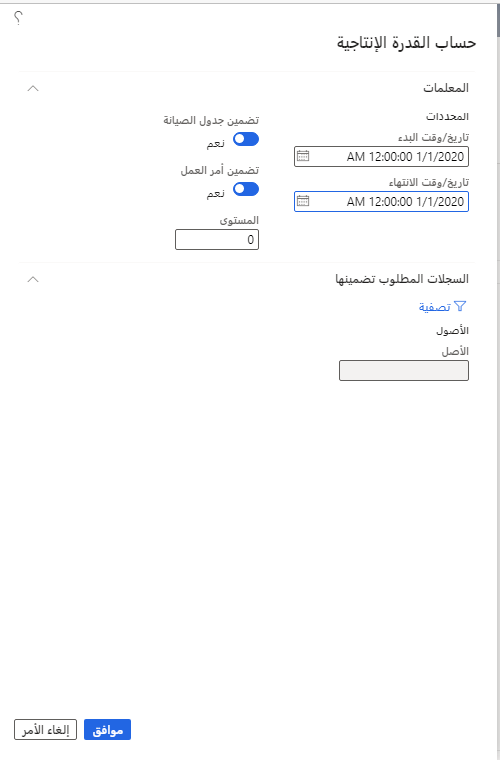 ؟
حساب القدرة الإنتاجية
المعلمات
المحددات
تاريخ/وقت البدء
1/1/2020 12:00:00 AM
تاريخ/وقت الانتهاء
1/1/2020 12:00:00 AM
تضمين جدول الصيانة
نعم
تضمين أمر العمل
نعم
المستوى
0
السجلات المطلوب تضمينها
تصفية
الأصول
الأصل
موافق
إلغاء الأمر